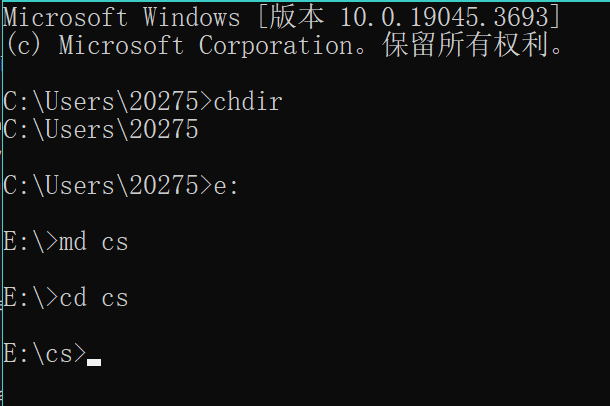 Microsoft Windows [版本 10.0.19045.3693]
(c) Microsoft Corporation。保留所有权利。
C:\Users\20275>chdir
C:\Users\20275
C:\Users\20275>e:
E:\>md cs
E:\>cd cs
E:\cs>